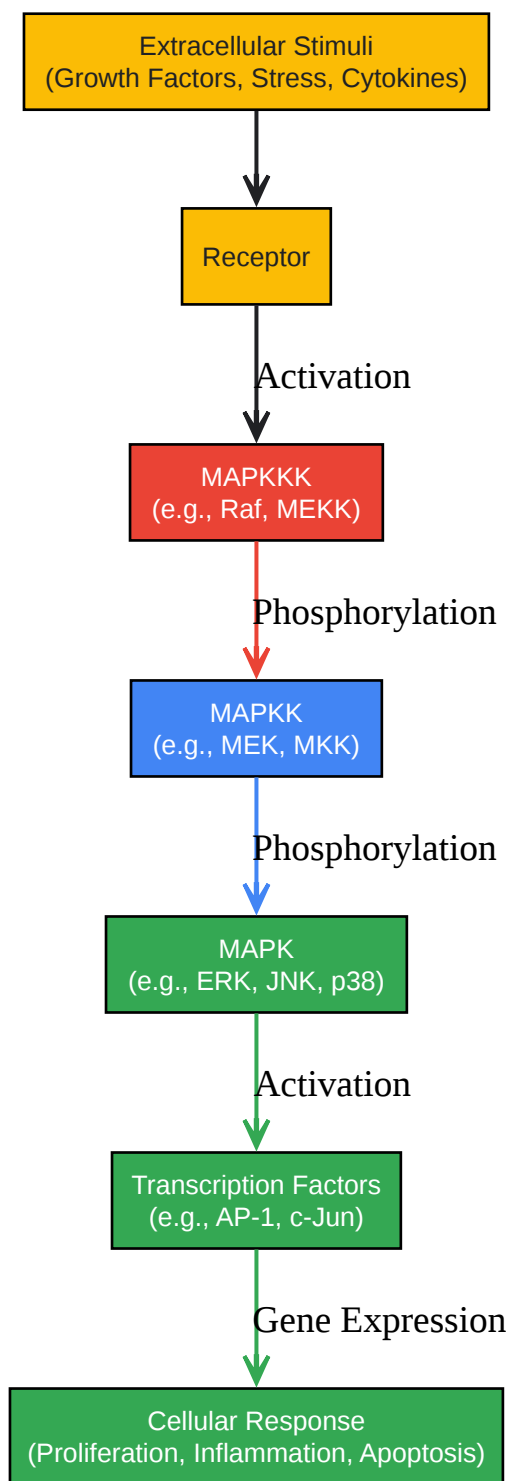 Extracellular Stimuli
(Growth Factors, Stress, Cytokines)
Receptor
Activation
MAPKKK
(e.g., Raf, MEKK)
Phosphorylation
MAPKK
(e.g., MEK, MKK)
Phosphorylation
MAPK
(e.g., ERK, JNK, p38)
Activation
Transcription Factors
(e.g., AP-1, c-Jun)
Gene Expression
Cellular Response
(Proliferation, Inflammation, Apoptosis)